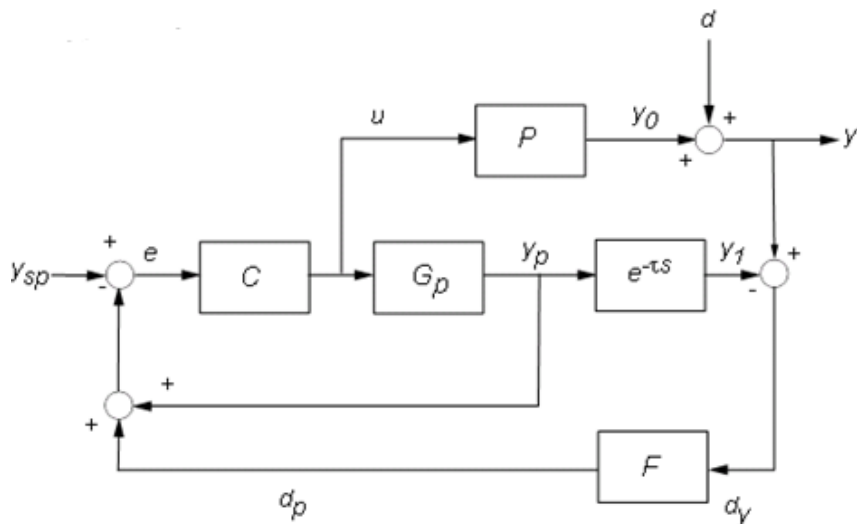 d
u
P
y0
+
+
y
ysp
+
-
e
C
Gp
yp
e-τs
y1
+
-
+
+
F
dp
dy